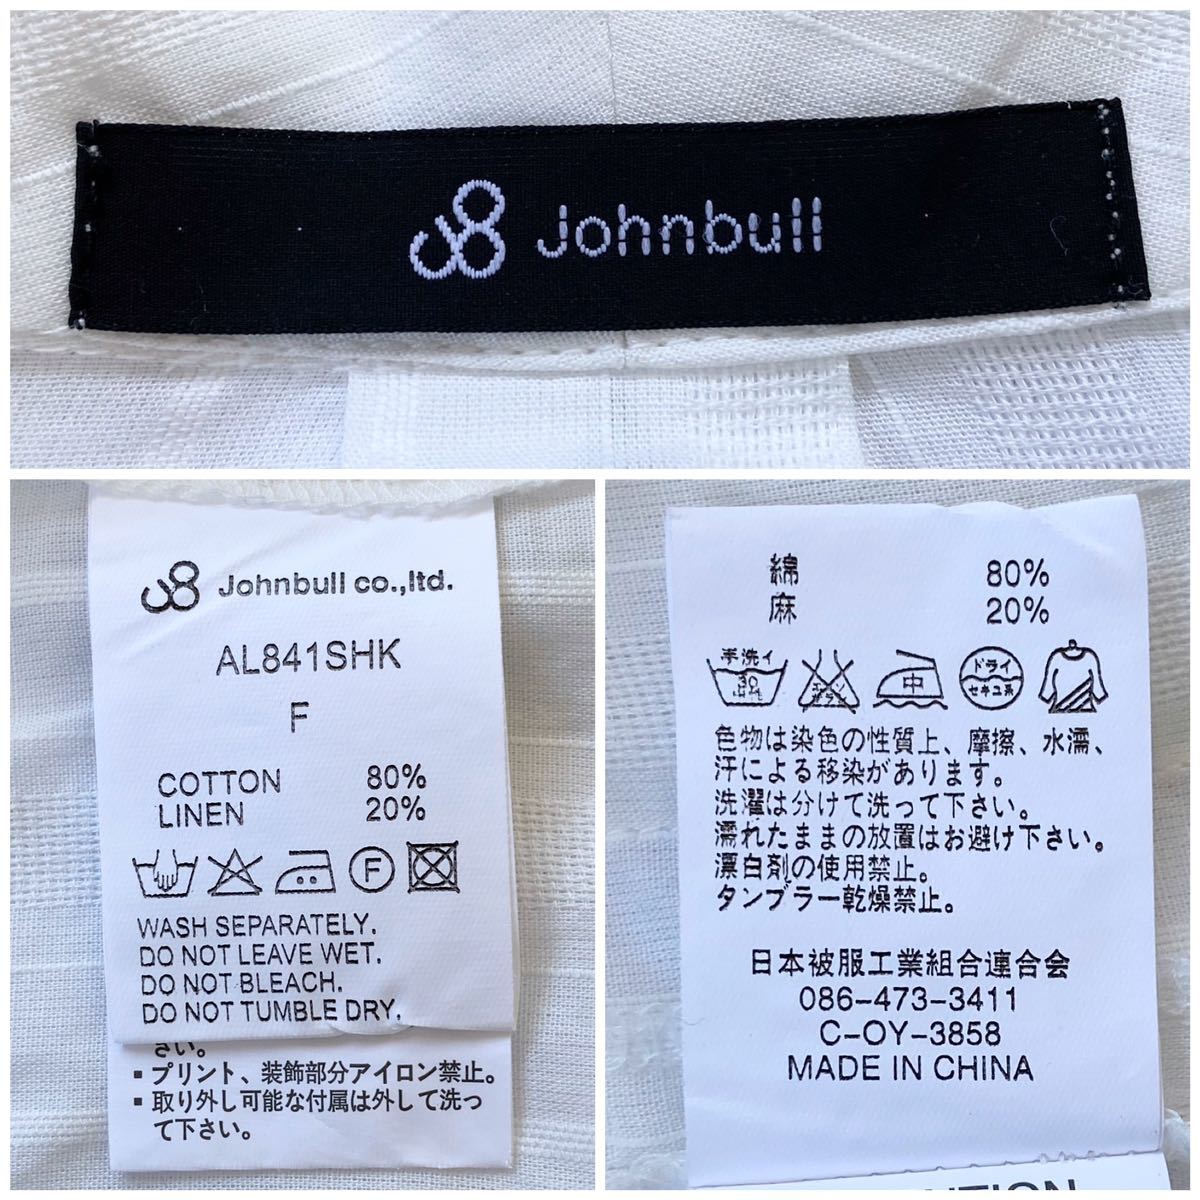 Johnbull
Johnbull co.,ltd.
AL841SHK
F
COTTON 80%
LINEN 20%
F
WASH SEPARATELY.
DO NOT LEAVE WET.
DO NOT BLEACH.
DO NOT TUMBLE DRY.
さい。
▪ プリント、装飾部分アイロン禁止。
▪ 取り外し可能な付属は外して洗っ
て下さい。
綿 80%
麻 20%
手洗イ
30
中
ドライ
セキユ系
色物は染色の性質上、摩擦、水濡、
汗による移染があります。
洗濯は分けて洗って下さい。
濡れたままの放置はお避け下さい。
漂白剤の使用禁止。
タンブラー乾燥禁止。
日本被服工業組合連合会
086-473-3411
C-OY-3858
MADE IN CHINA